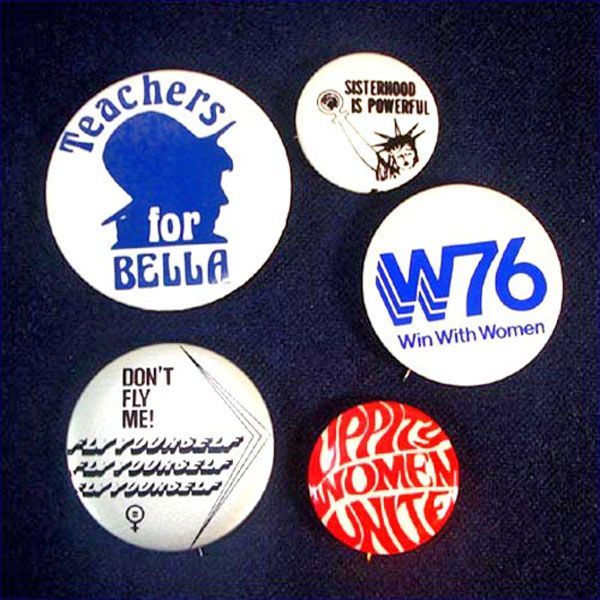 Teachers
for
BELLA
SISTERHOOD
IS POWERFUL
W76
Win With Women
DON'T
FLY
ME!
FLY YOURSELF
FLY YOURSELF
FLY YOURSELF
UPPITY
WOMEN
UNITE